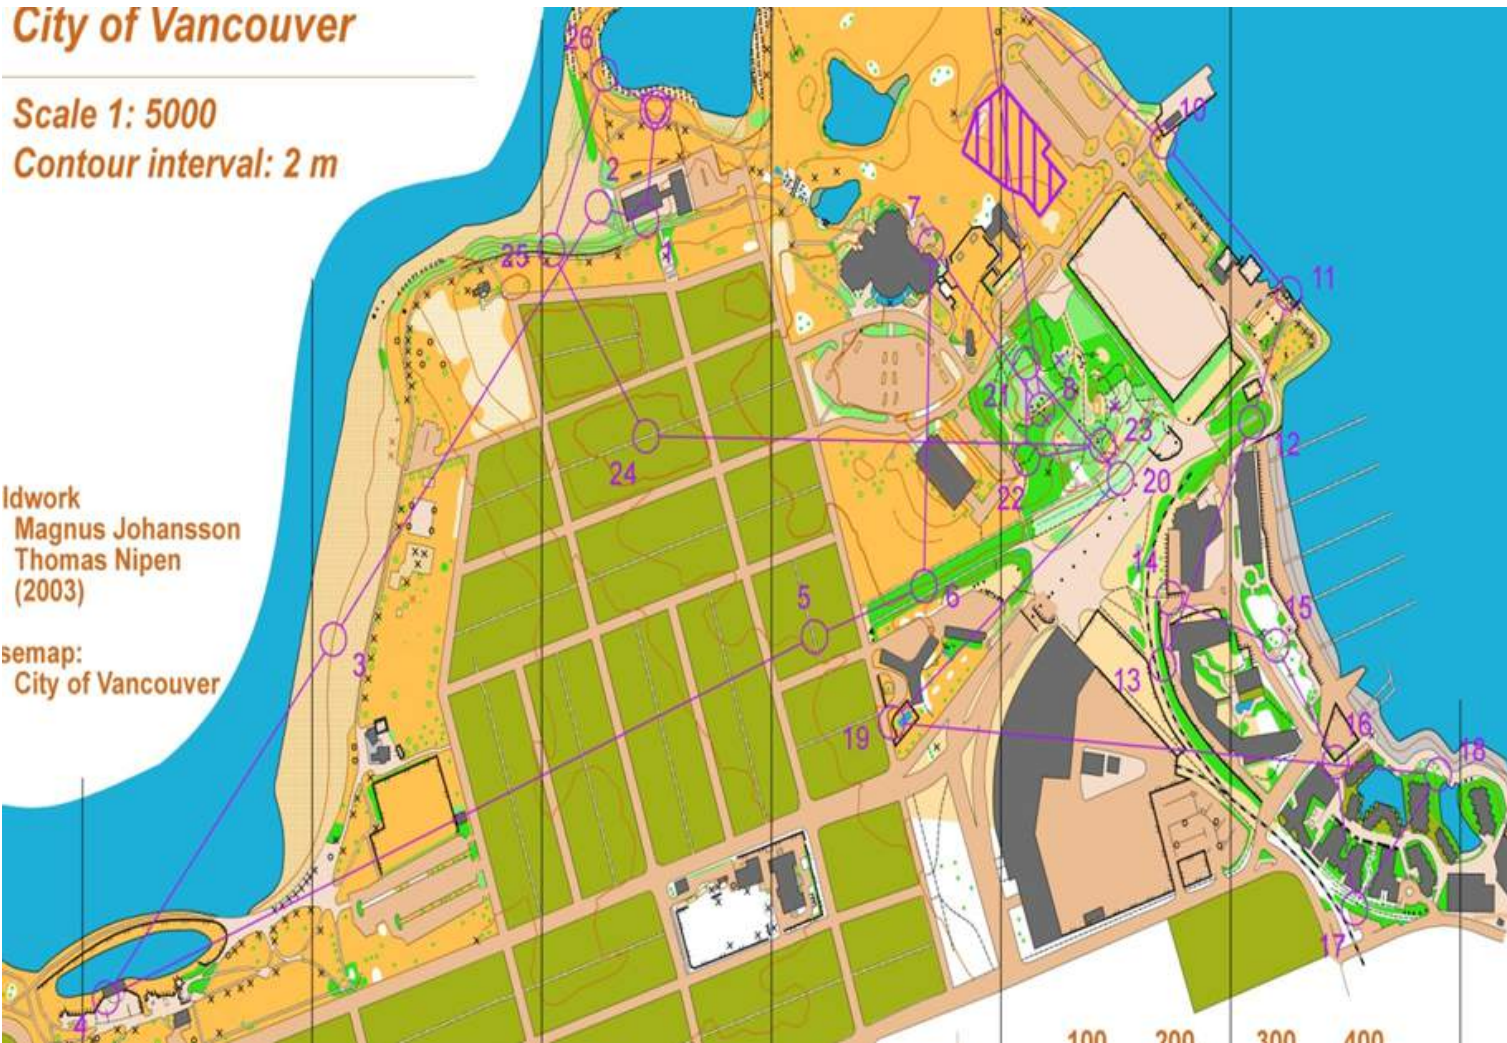 City of Vancouver
Scale 1: 5000
Contour interval: 2 m
26
10
2
7
1
25
11
21
8
23
12
24
22
20
ldwork
Magnus Johansson
Thomas Nipen
(2003)
14
5
6
15
3
semap:
City of Vancouver
13
19
16
18
17
4
100 200 300 400